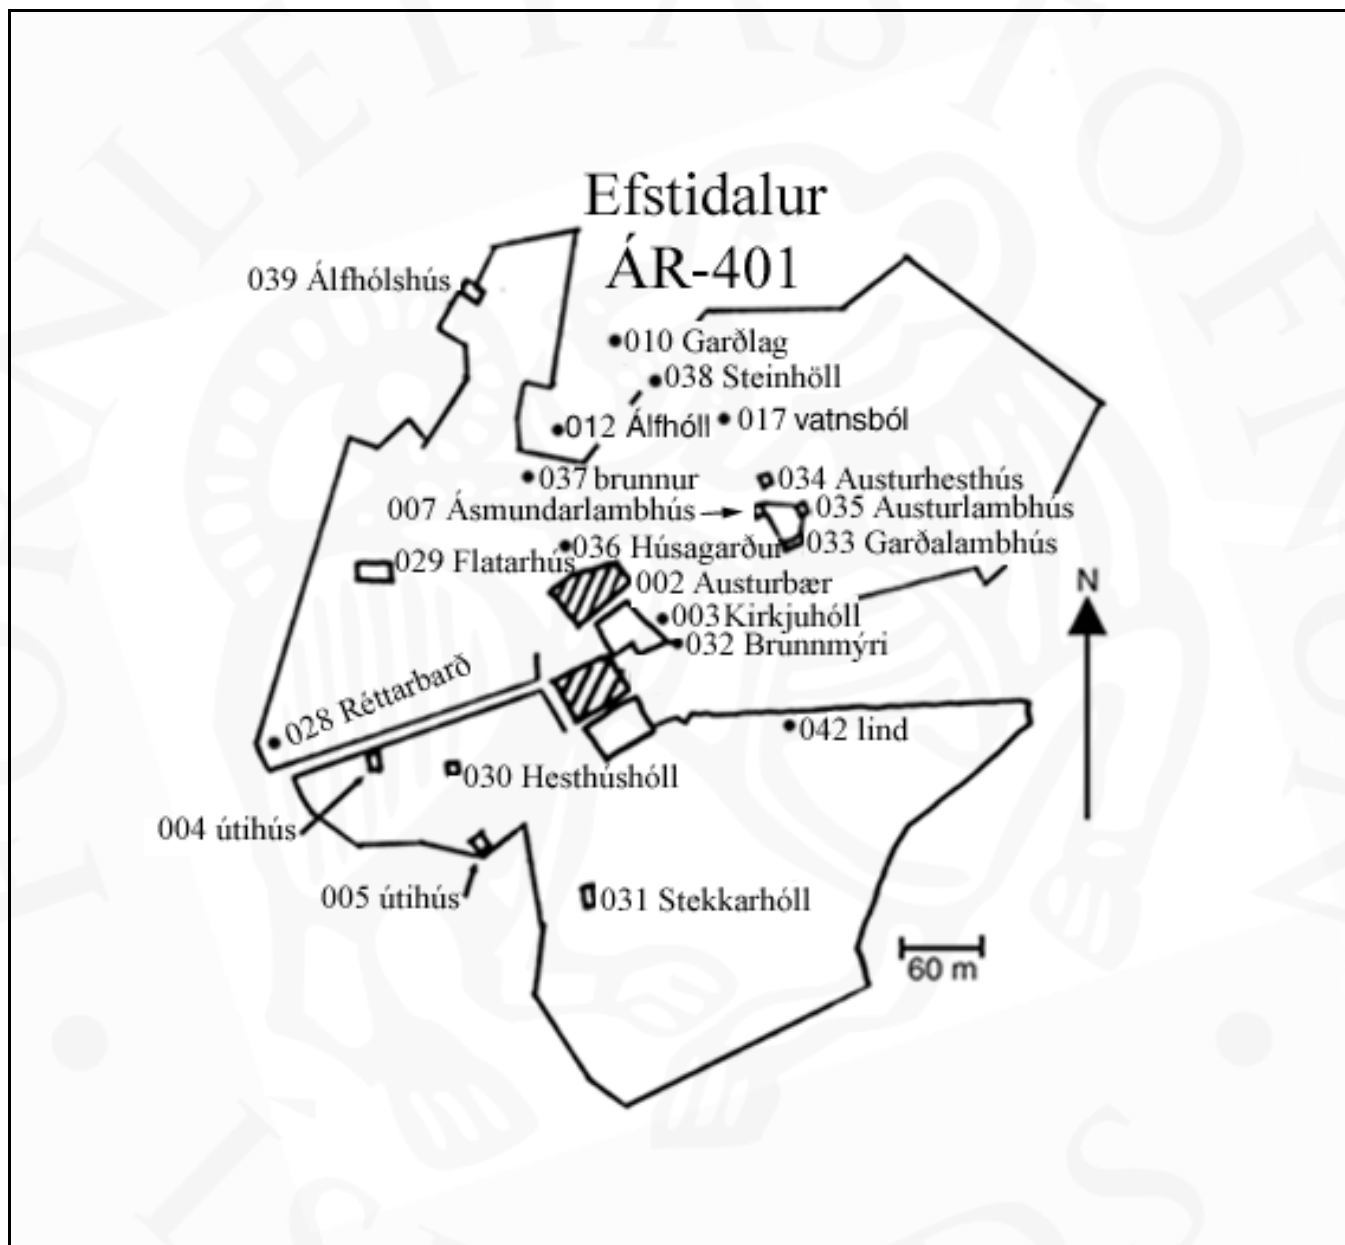 Efstidalur
ÁR-401
039 Álfhólshús
010 Garðlag
038 Steinhöll
012 Álfhóll
017 vatnsból
037 brunnur
034 Austurhesthús
007 Ásmundarlambhús
035 Austurlambhús
036 Húsagarður
033 Garðalambhús
029 Flatarhús
002 Austurbær
N
003 Kirkjuhóll
032 Brunnmýri
028 Réttarbarð
042 lind
030 Hesthúshóll
004 útihús
005 útihús
031 Stekkarhóll
60 m